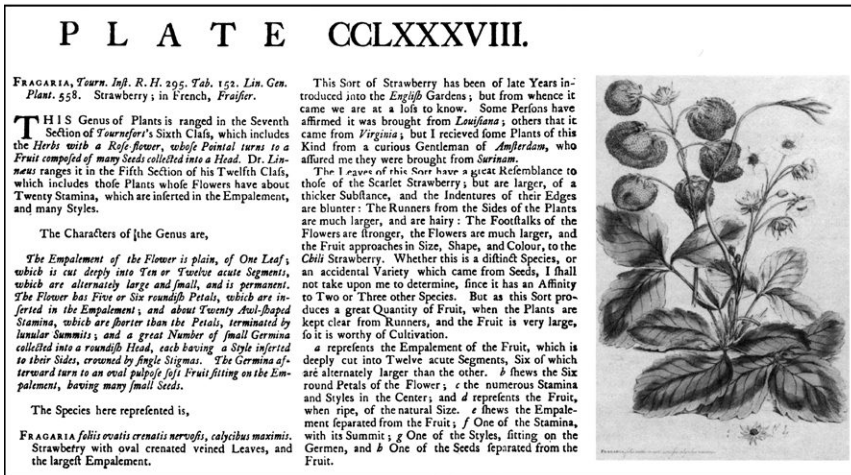 PLATE CCLXXXVIII.
FRAGARIA, Tourn. Inſt. R. H. 295. Tab. 152. Lin. Gen.
Plant. 558. Strawberry; in French, Fraiſier.
THIS Genus of Plants is ranged in the Seventh
Section of Tournefort's Sixth Claſs, which includes
the Herbs with a Roſe-flower, whoſe Pointal turns to a
Fruit compoſed of many Seeds collected into a Head. Dr. Lin-
næus ranges it in the Fifth Section of his Twelfth Claſs,
which includes thoſe Plants whoſe Flowers have about
Twenty Stamina, which are inſerted in the Empalement,
and many Styles.
The Characters of the Genus are,
The Empalement of the Flower is plain, of One Leaf;
which is cut deeply into Ten or Twelve acute Segments,
which are alternately large and ſmall, and is permanent.
The Flower has Five or Six roundiſh Petals, which are in-
ſerted in the Empalement; and about Twenty Awl-ſhaped
Stamina, which are ſhorter than the Petals, terminated by
lunular Summits; and a great Number of ſmall Germina
collected into a roundiſh Head, each having a Style inſerted
to their Sides, crowned by ſingle Stigmas. The Germina af-
terward turn to an oval pulpoſe ſoft Fruit ſitting on the Em-
palement, having many ſmall Seeds.
The Species here repreſented is,
FRAGARIA foliis ovatis crenatis nervoſis, calycibus maximis.
Strawberry with oval crenated veined Leaves, and
the largeſt Empalement.
This Sort of Strawberry has been of late Years in-
troduced into the Engliſh Gardens; but from whence it
came we are at a loſs to know. Some Perſons have
affirmed it was brought from Louiſiana; others that it
came from Virginia; but I recieved ſome Plants of this
Kind from a curious Gentleman of Amſterdam, who
aſſured me they were brought from Surinam.
The Leaves of this Sort have a great Reſemblance to
thoſe of the Scarlet Strawberry; but are larger, of a
thicker Subſtance, and the Indentures of their Edges
are blunter: The Runners from the Sides of the Plants
are much larger, and are hairy: The Footſtalks of the
Flowers are ſtronger, the Flowers are much larger, and
the Fruit approaches in Size, Shape, and Colour, to the
Chili Strawberry. Whether this is a diſtinct Species, or
an accidental Variety which came from Seeds, I ſhall
not take upon me to determine, ſince it has an Affinity
to Two or Three other Species. But as this Sort pro-
duces a great Quantity of Fruit, when the Plants are
kept clear from Runners, and the Fruit is very large,
ſo it is worthy of Cultivation.
a reprſents the Empalement of the Fruit, which is
deeply cut into Twelve acute Segments, Six of which
are alternately larger than the other. b ſhews the Six
round Petals of the Flower; c the numerous Stamina
and Styles in the Center; and d repreſents the Fruit,
when ripe, of the natural Size. e ſhews the Empale-
ment ſeparated from the Fruit; f One of the Stamina,
with its Summit; g One of the Styles, ſitting on the
Germen, and h One of the Seeds ſeparated from the
Fruit.